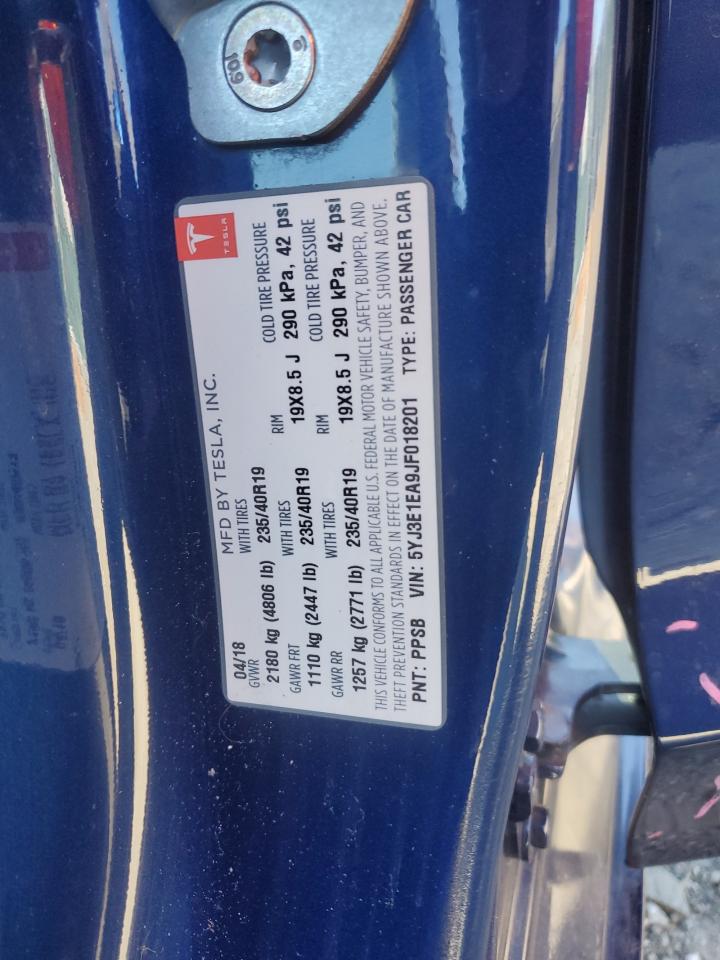 10.9
TESLA
MFD BY TESLA, INC.
04/18
GVWR WITH TIRES RIM COLD TIRE PRESSURE
2180 kg (4806 lb) 235/40R19 19X8.5 J 290 kPa, 42 psi
GAWR FRT WITH TIRES RIM COLD TIRE PRESSURE
1110 kg (2447 lb) 235/40R19
GAWR RR WITH TIRES
1257 kg (2771 lb) 235/40R19 19X8.5 J 290 kPa, 42 psi
THIS VEHICLE CONFORMS TO ALL APPLICABLE U.S. FEDERAL MOTOR VEHICLE SAFETY, BUMPER, AND
THEFT PREVENTION STANDARDS IN EFFECT ON THE DATE OF MANUFACTURE SHOWN ABOVE.
PNT: PPSB VIN: 5YJ3E1EA9JF018201 TYPE: PASSENGER CAR